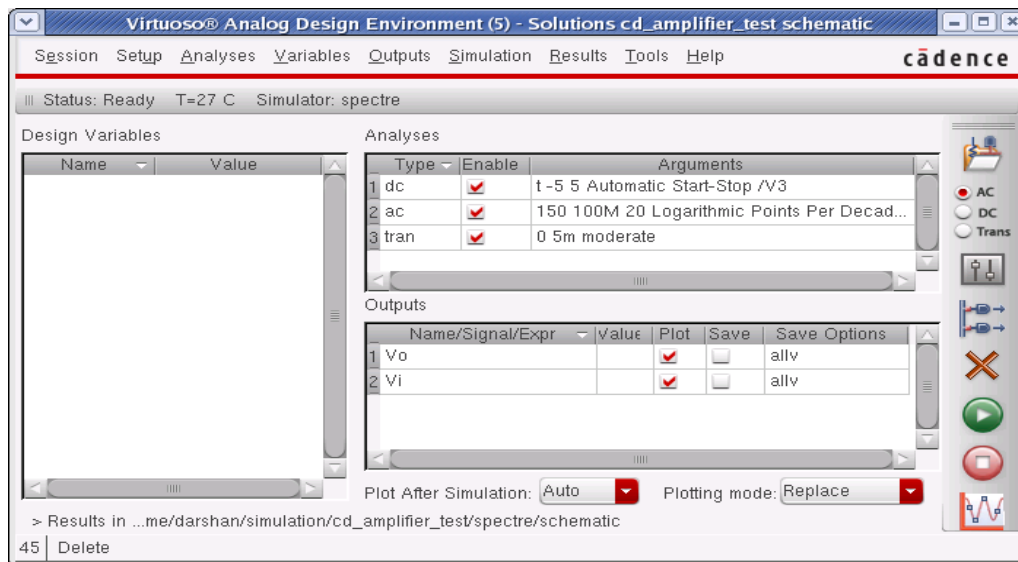 Virtuoso® Analog Design Environment (5) - Solutions cd_amplifier_test schematic
Session Setup Analyses Variables Outputs Simulation Results Tools Help
cādence
Status: Ready T=27 C Simulator: spectre
Design Variables
Name Value
Analyses
Type Enable Arguments
1 dc t -5 5 Automatic Start-Stop /V3
2 ac 150 100M 20 Logarithmic Points Per Decad...
3 tran 0 5m moderate
Outputs
Name/Signal/Expr Value Plot Save Save Options
1 Vo allv
2 Vi allv
Plot After Simulation: Auto Plotting mode: Replace
> Results in ...me/darshan/simulation/cd_amplifier_test/spectre/schematic
45 Delete
AC
DC
Trans